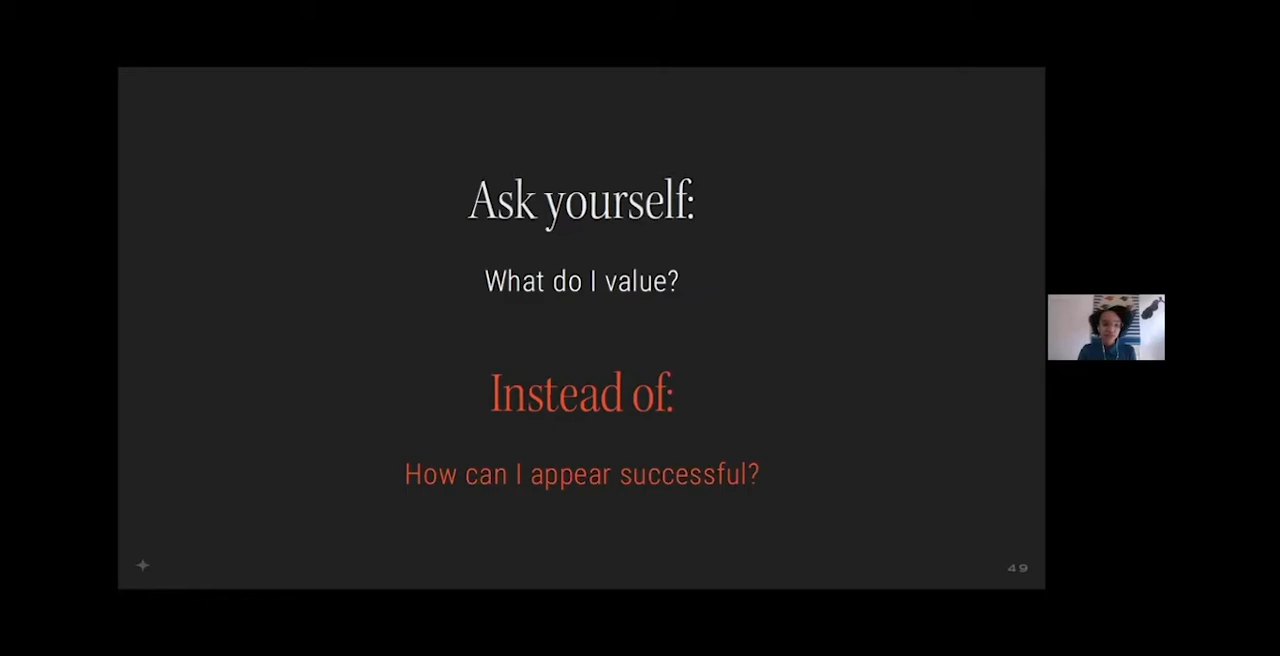 Ask yourself:
What do I value?
Instead of:
How can I appear successful?
49